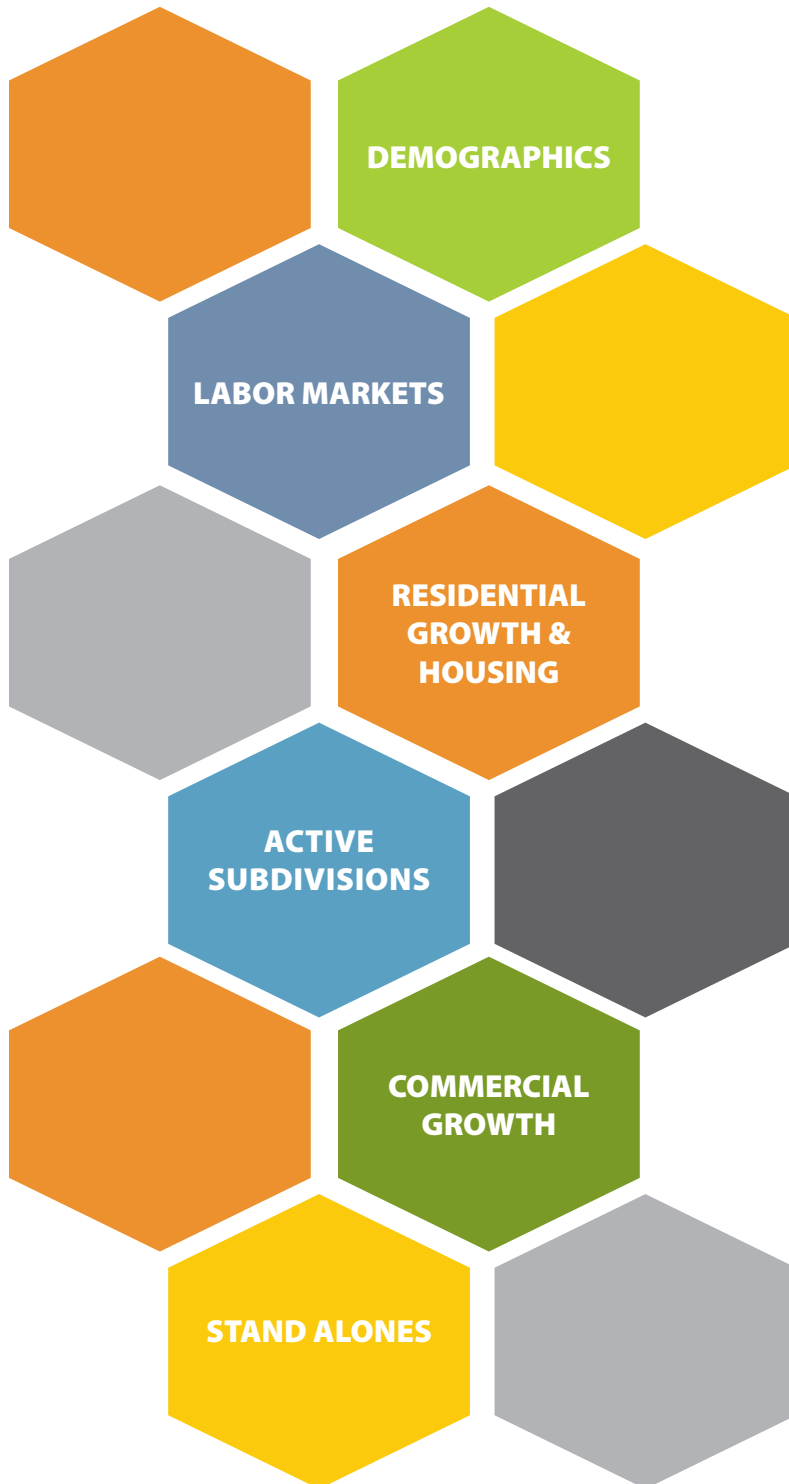 DEMOGRAPHICS
LABOR MARKETS
RESIDENTIAL
GROWTH &
HOUSING
ACTIVE
SUBDIVISIONS
COMMERCIAL
GROWTH
STAND ALONES